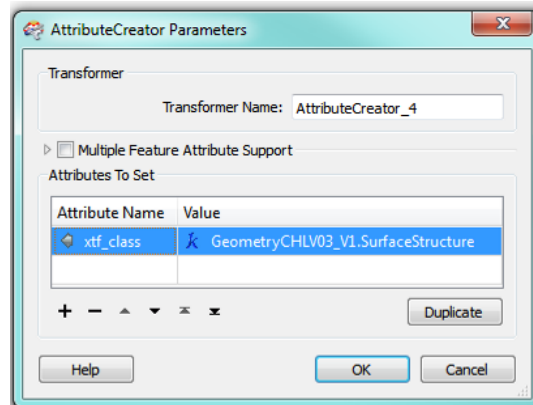 AttributeCreator Parameters
Transformer
Transformer Name: AttributeCreator_4
Multiple Feature Attribute Support
Attributes To Set
Attribute Name Value
xtf_class k GeometryCHLV03_V1.SurfaceStructure
Duplicate
Help OK Cancel